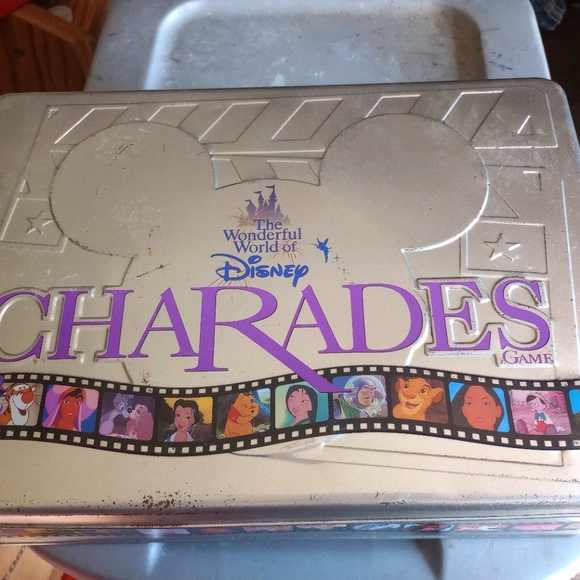 The
Wonderful
World of
Disney
CHARADES
GAME